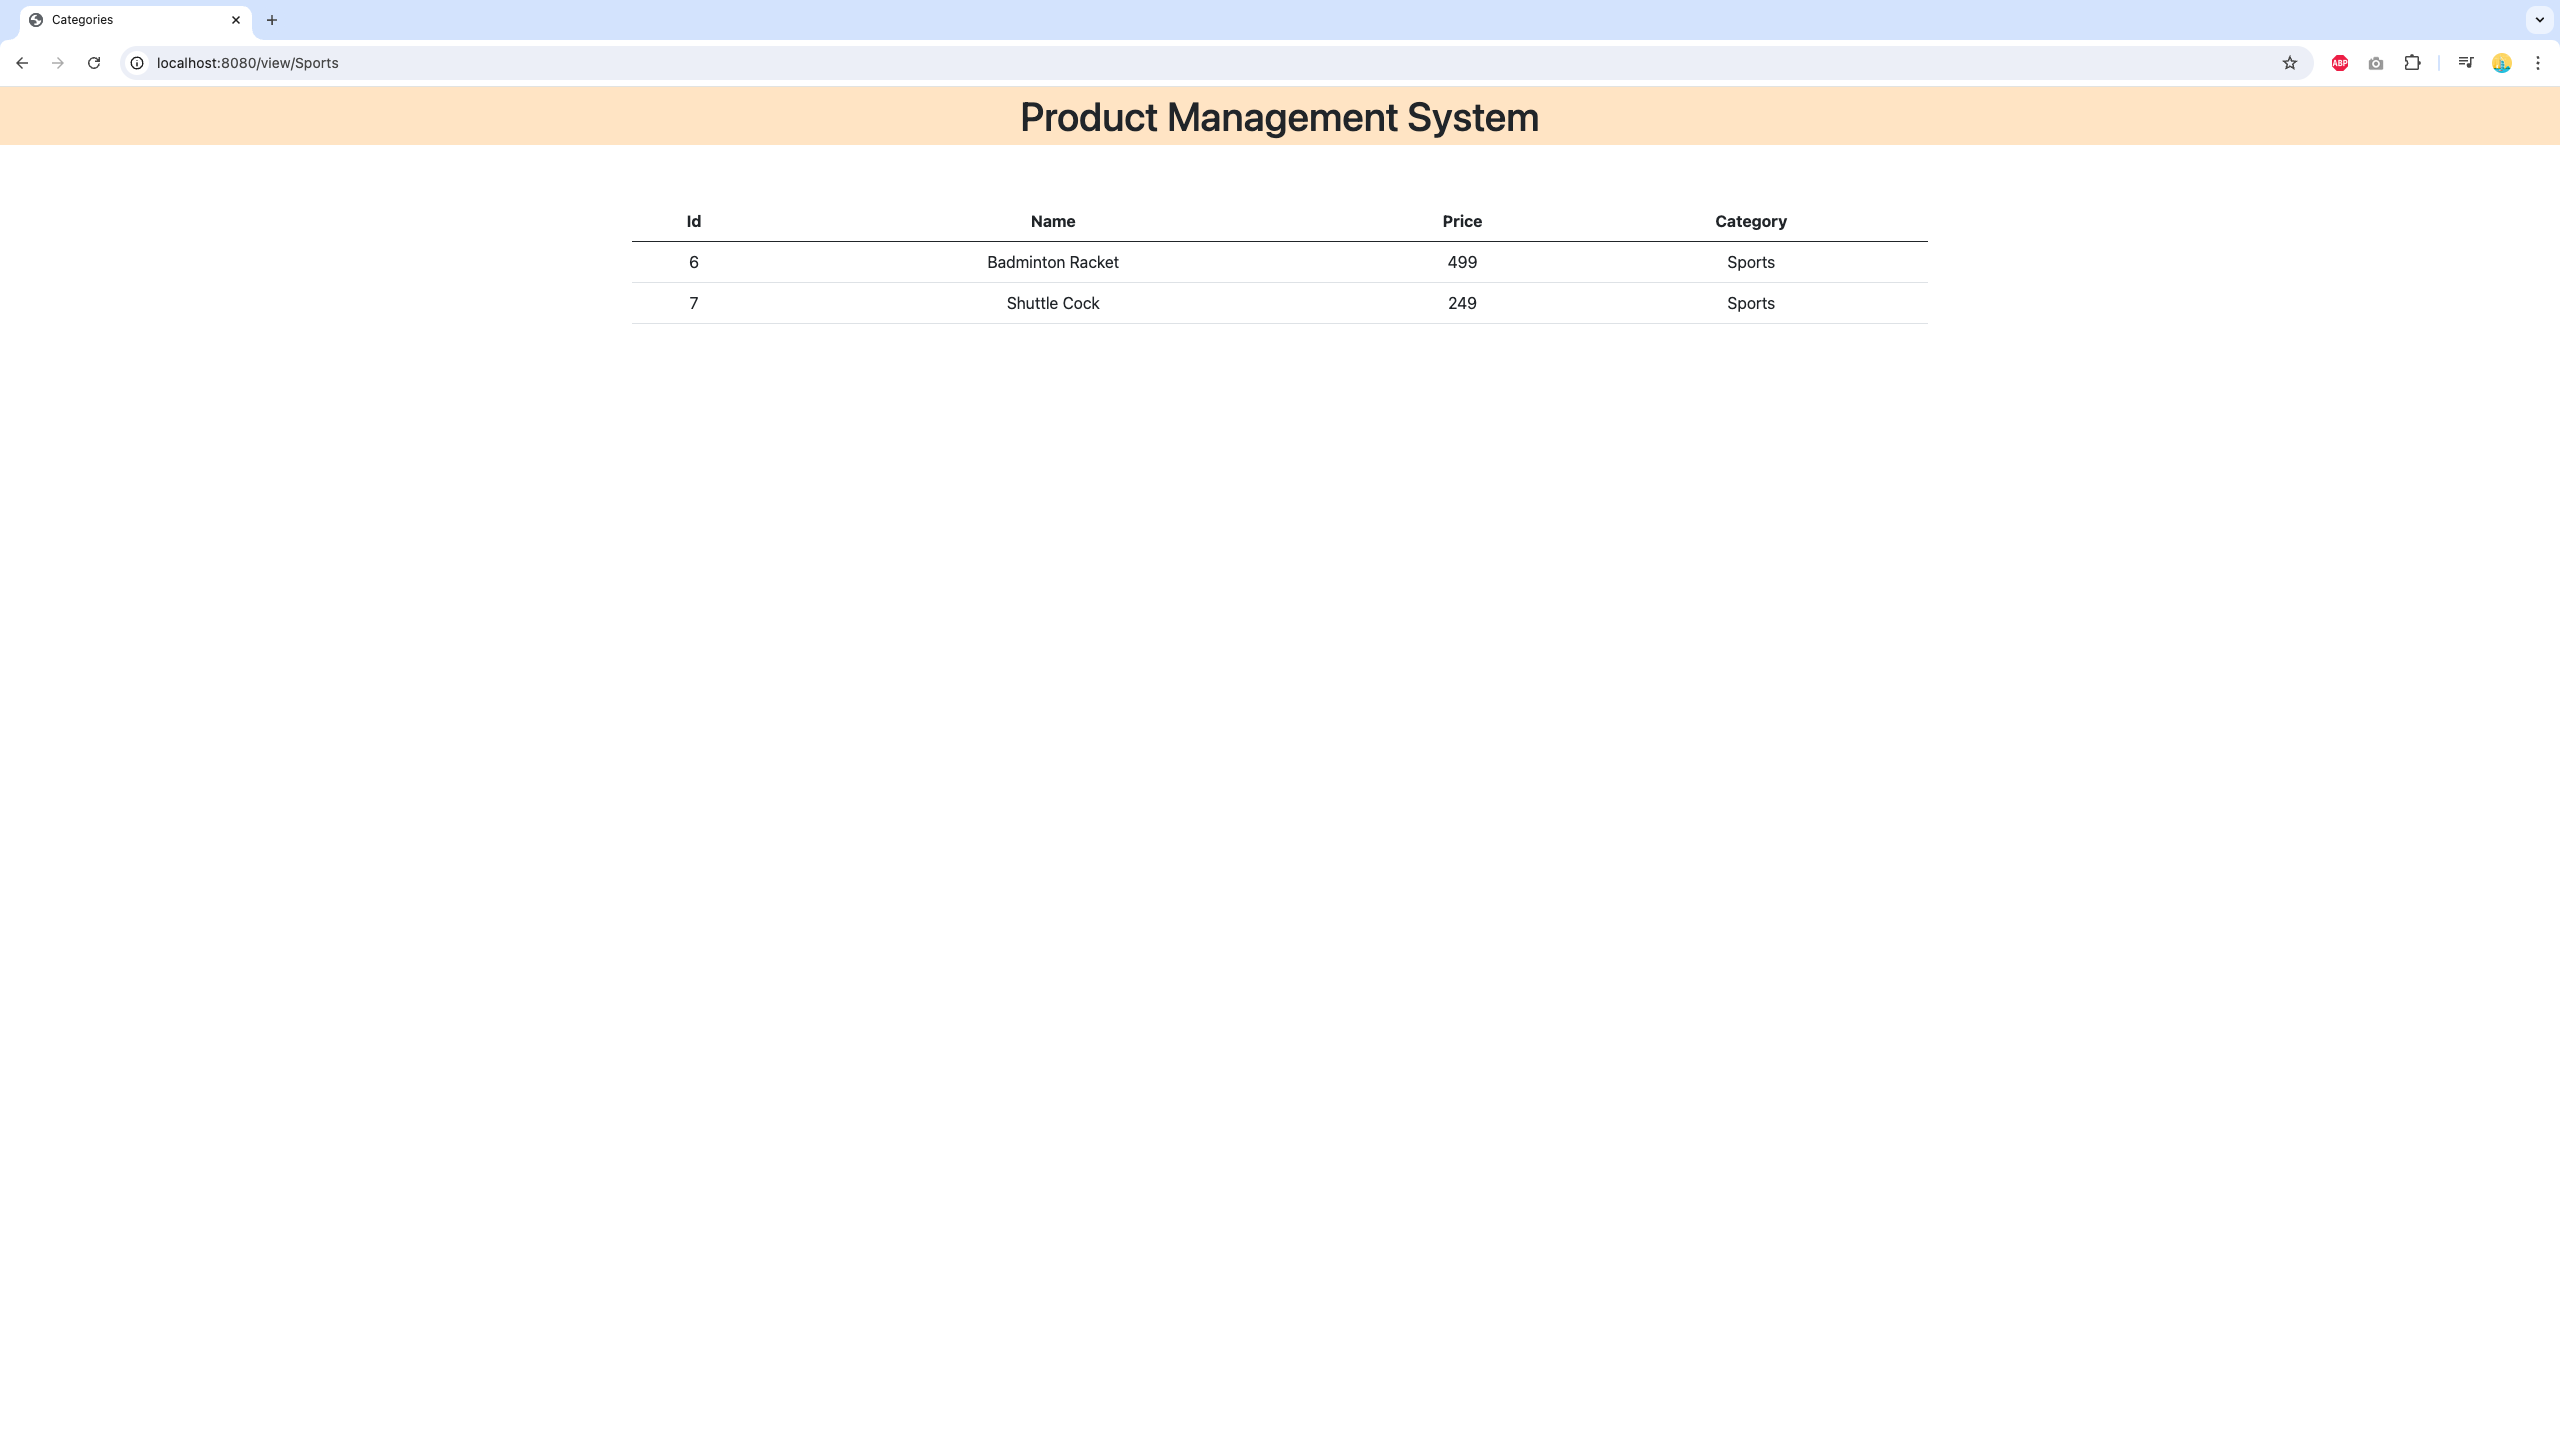 Categories
localhost:8080/view/Sports
ABP
Product Management System
Id Name Price Category
6 Badminton Racket 499 Sports
7 Shuttle Cock 249 Sports